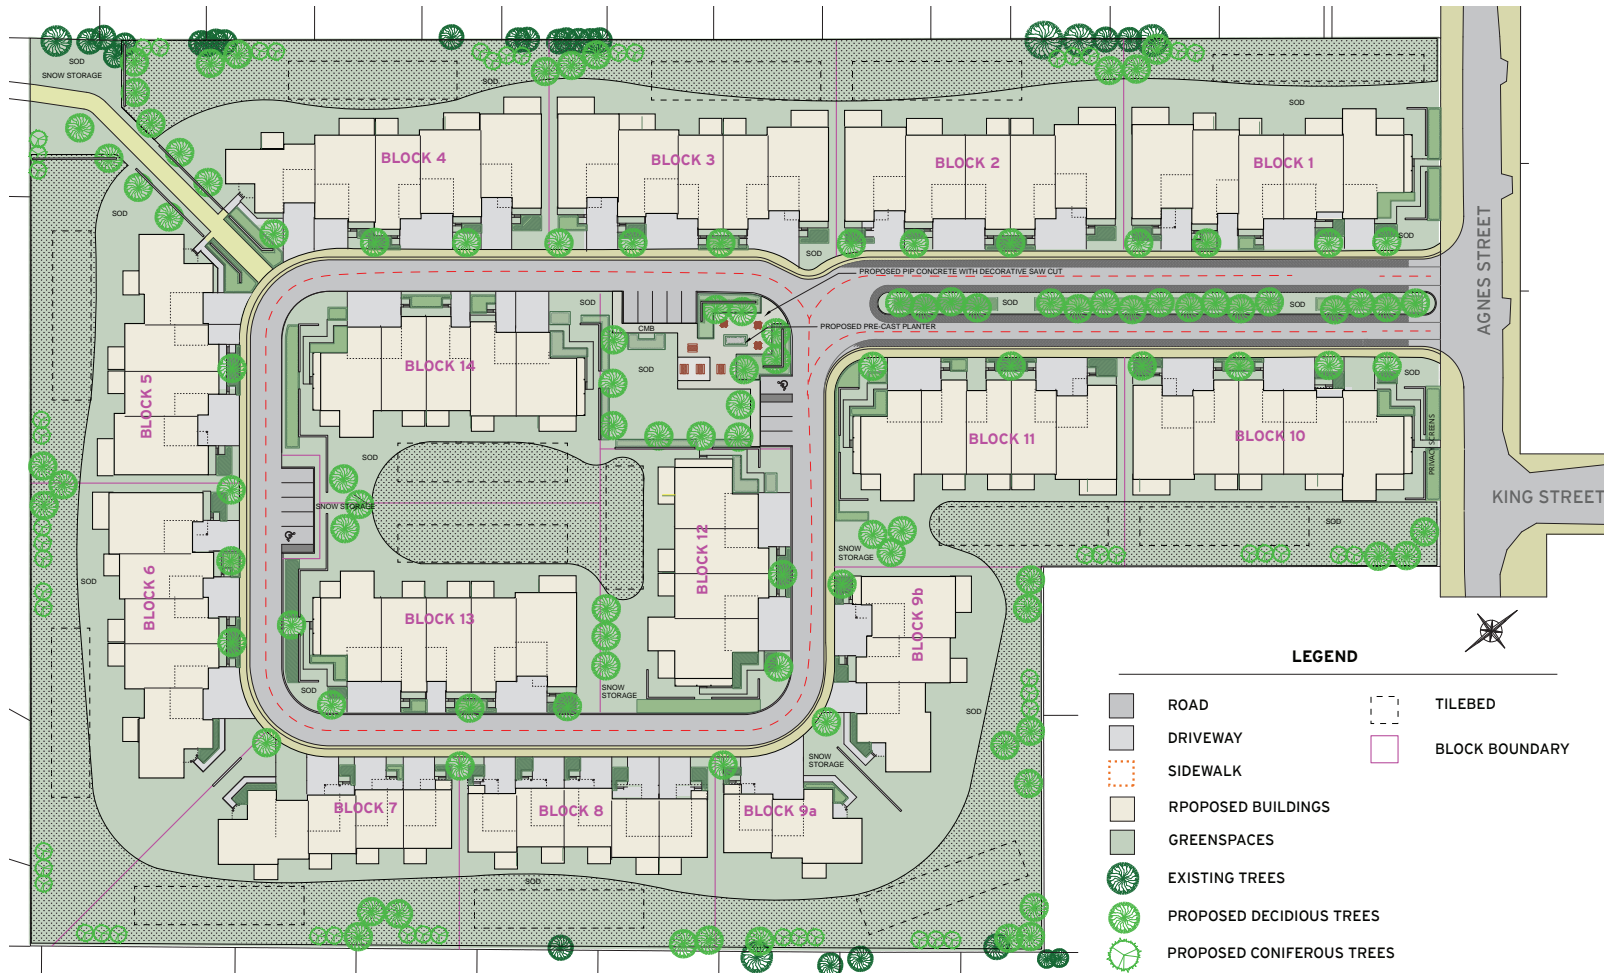 SOD
SNOW STORAGE
SOD
SOD
BLOCK 4
BLOCK 3
BLOCK 2
BLOCK 1
SOD
SOD
SOD
AGNES STREET
PROPOSED PIP CONCRETE WITH DECORATIVE SAW CUT
SOD
SOD
SOD
CMB
PROPOSED PRE-CAST PLANTER
BLOCK 5
BLOCK 14
SOD
SOD
BLOCK 11
BLOCK 10
PRIVACY SCREENS
SOD
KING STREET
SNOW STORAGE
SOD
BLOCK 12
SNOW
STORAGE
SOD
BLOCK 6
BLOCK 13
BLOCK 9b
SOD
SNOW
STORAGE
SOD
SNOW
STORAGE
BLOCK 7
BLOCK 8
BLOCK 9a
SOD
LEGEND
ROAD
DRIVEWAY
SIDEWALK
RPOPOSED BUILDINGS
GREENSPACES
EXISTING TREES
PROPOSED DECIDIOUS TREES
PROPOSED CONIFEROUS TREES
TILEBED
BLOCK BOUNDARY